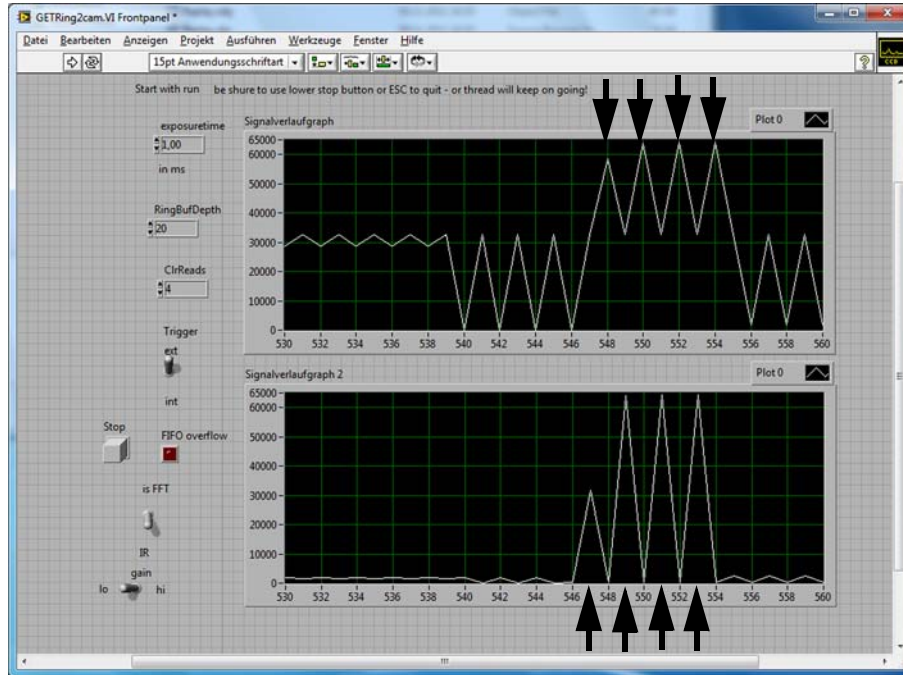 GETRing2cam.VI Frontpanel *
Datei Bearbeiten Anzeigen Projekt Ausführen Werkzeuge Fenster Hilfe
15pt Anwendungsschriftart
CCD
Start with run be shure to use lower stop button or ESC to quit - or thread will keep on going!
exposuretime
1,00
in ms
RingBufDepth
20
ClrReads
4
Trigger
ext
int
Stop
FIFO overflow
is FFT
IR
gain
lo hi
Signalverlaufgraph
Plot 0
65000
60000
50000
40000
30000
20000
10000
0
530 532 534 536 538 540 542 544 546 548 550 552 554 556 558 560
Signalverlaufgraph 2
Plot 0
65000
60000
50000
40000
30000
20000
10000
0
530 532 534 536 538 540 542 544 546 548 550 552 554 556 558 560